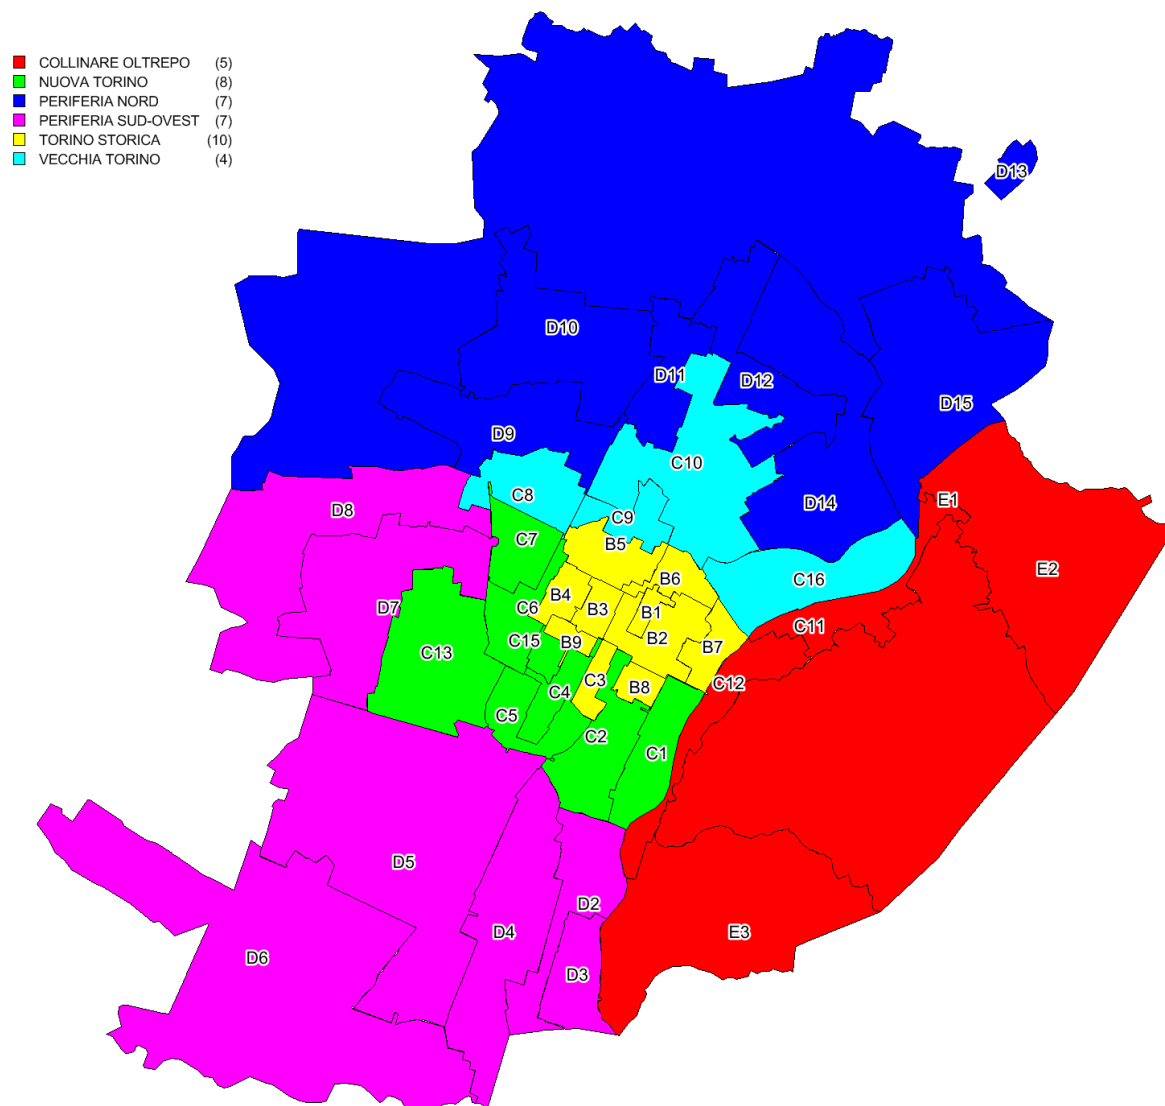 COLLINARE OLTREPO (5)
NUOVA TORINO (8)
PERIFERIA NORD (7)
PERIFERIA SUD-OVEST (7)
TORINO STORICA (10)
VECCHIA TORINO (4)
D13
D10
D11
D12
D15
D9
C10
C8
E1
D8
C9
D14
C7
B5
E2
B6
C16
D7
B4
C6
B3
B1
C11
C15
B9
B2
B7
C13
C3
C12
C4
B8
C5
C2
C1
D5
D2
D4
E3
D6
D3